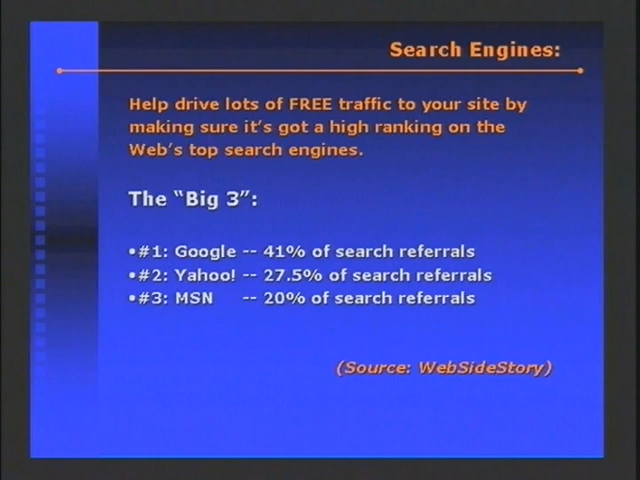 Search Engines:
Help drive lots of FREE traffic to your site by
making sure it's got a high ranking on the
Web's top search engines.
The “Big 3”:
•#1: Google -- 41% of search referrals
•#2: Yahoo! -- 27.5% of search referrals
•#3: MSN -- 20% of search referrals
(Source: WebSideStory)